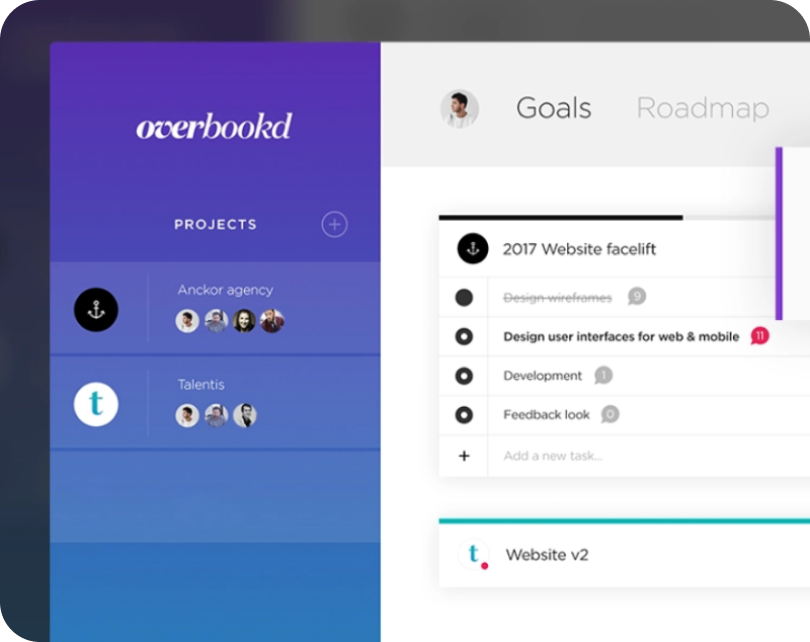 overbookd
PROJECTS
Anckor agency
t
Talentis
Goals Roadmap
2017 Website facelift
Design wireframes 9
Design user interfaces for web & mobile 11
Development 1
Feedback look 0
+ Add a new task...
t Website v2